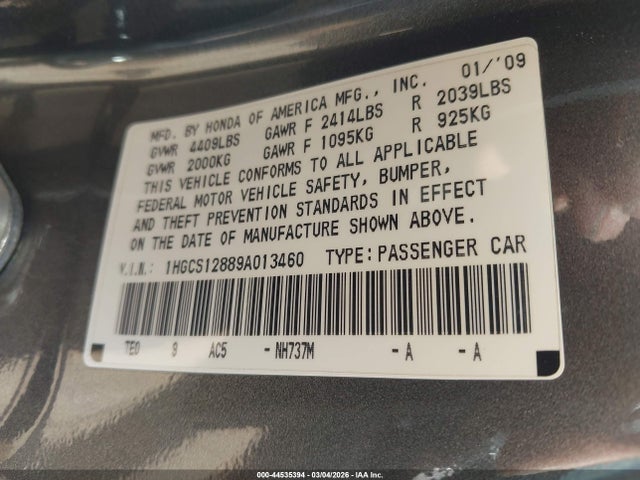 MFD. BY HONDA OF AMERICA MFG., INC. 01/'09
GVWR 4409LBS GAWR F 2414LBS R 2039LBS
GVWR 2000KG GAWR F 1095KG R 925KG
THIS VEHICLE CONFORMS TO ALL APPLICABLE
FEDERAL MOTOR VEHICLE SAFETY, BUMPER,
AND THEFT PREVENTION STANDARDS IN EFFECT
ON THE DATE OF MANUFACTURE SHOWN ABOVE.
V.I.N.: 1HGCS12889A013460 TYPE: PASSENGER CAR
TE0 9 AC5 - NH737M - A - A
000-44535394 - 03/04/2026 - IAA Inc.